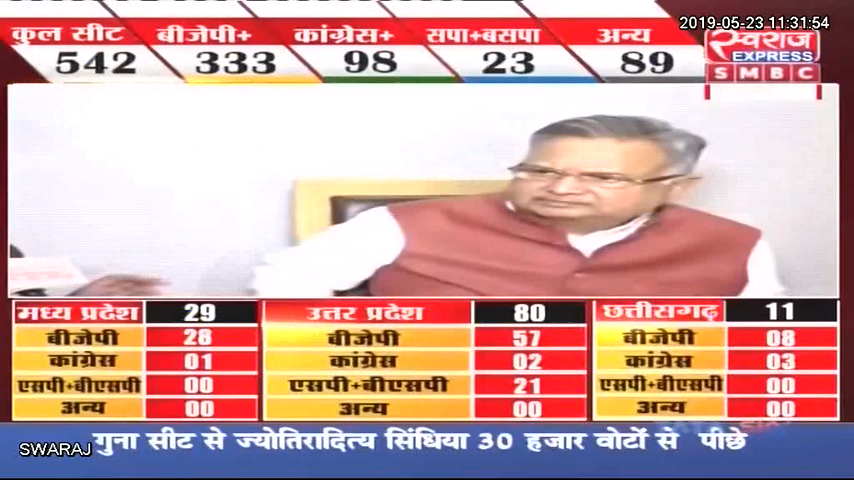 2019-05-23 11:31:54
कुल सीट बीजेपी+ कांग्रेस+ सपा+बसपा अन्य
542 333 98 23 89
स्वराज
EXPRESS
SMBC
मध्य प्रदेश 29 उत्तर प्रदेश 80 छत्तीसगढ़ 11
बीजेपी 28 बीजेपी 57 बीजेपी 08
कांग्रेस 01 कांग्रेस 02 कांग्रेस 03
एसपी+बीएसपी 00 एसपी+बीएसपी 21 एसपी+बीएसपी 00
अन्य 00 अन्य 00 अन्य 00
गुना सीट से ज्योतिरादित्य सिंधिया 30 हजार वोटों से पीछे
SWARAJ